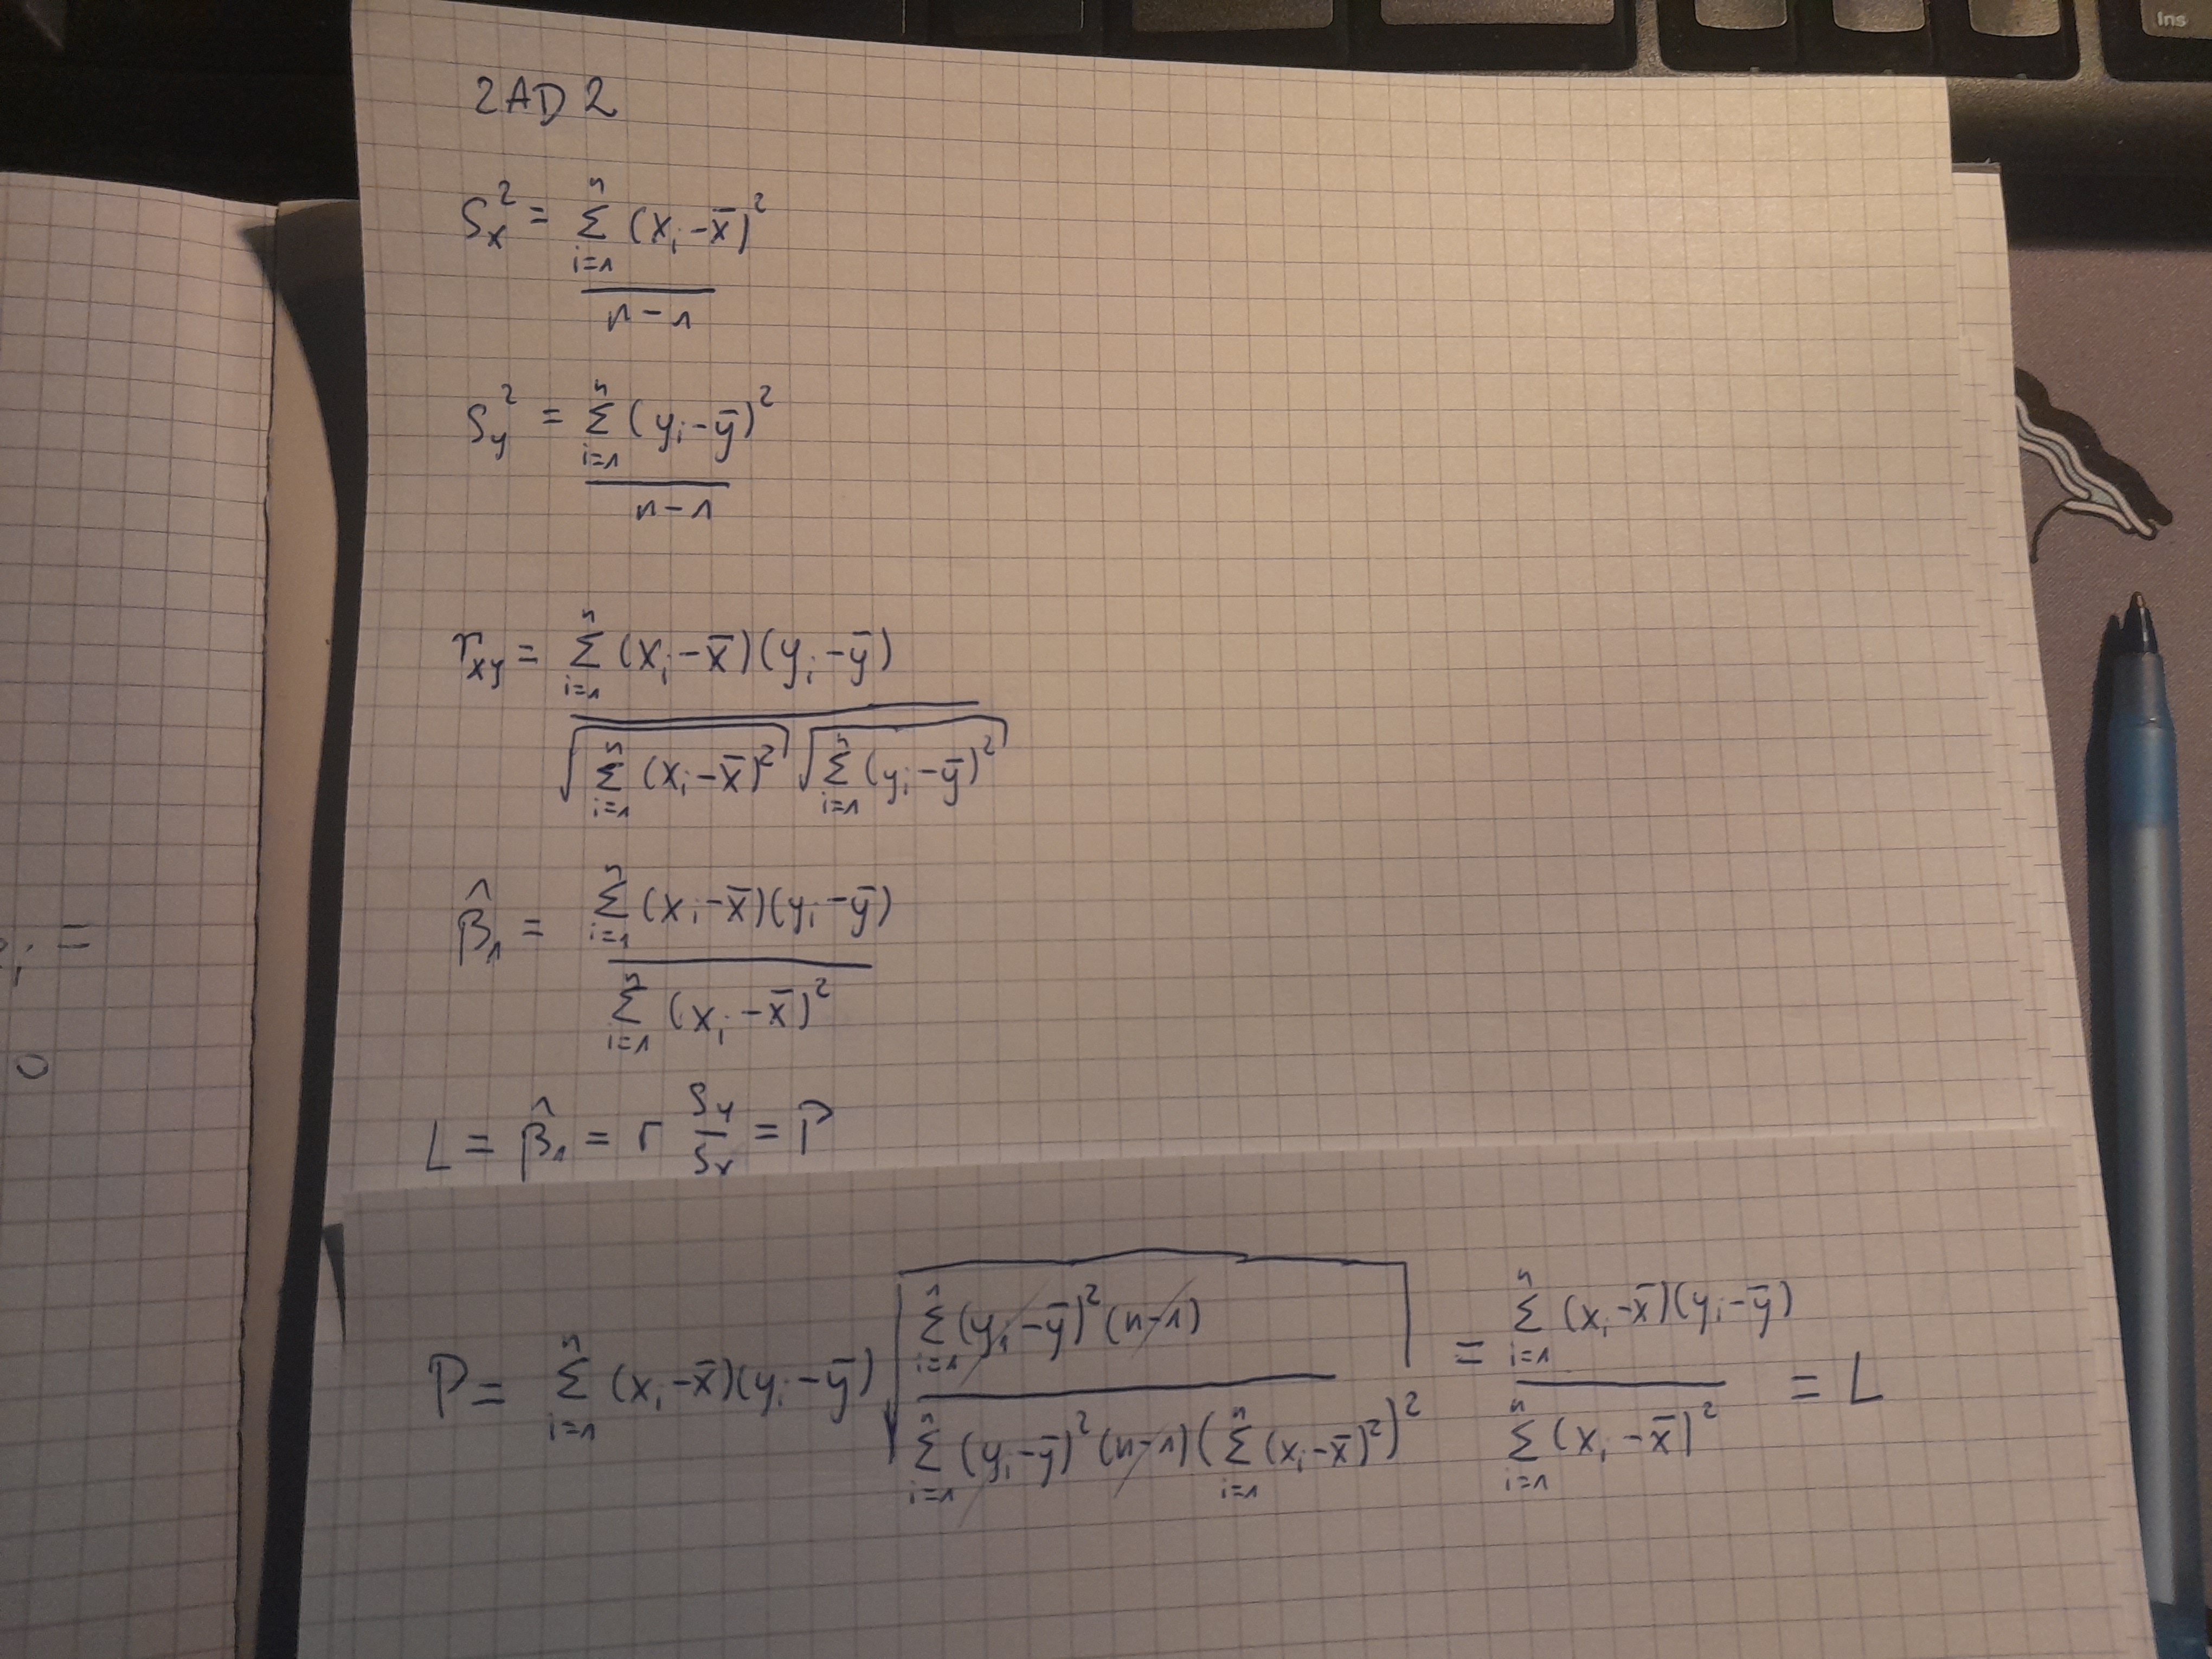 Ins
ZAD 2
S_x^2 = \frac{\sum_{i=1}^{n} (x_i - \bar{x})^2}{n-1}
S_y^2 = \frac{\sum_{i=1}^{n} (y_i - \bar{y})^2}{n-1}
r_{xy} = \frac{\sum_{i=1}^{n} (x_i - \bar{x})(y_i - \bar{y})}{\sqrt{\sum_{i=1}^{n} (x_i - \bar{x})^2} \sqrt{\sum_{i=1}^{n} (y_i - \bar{y})^2}}
\hat{\beta}_1 = \frac{\sum_{i=1}^{n} (x_i - \bar{x})(y_i - \bar{y})}{\sum_{i=1}^{n} (x_i - \bar{x})^2}
i =
0
L = \hat{\beta}_1 = r \frac{S_y}{S_x} = P
P = \sum_{i=1}^{n} (x_i - \bar{x})(y_i - \bar{y}) \sqrt{\frac{\sum_{i=1}^{n} (y_i - \bar{y})^2 (n-1)}{\sum_{i=1}^{n} (y_i - \bar{y})^2 (n-1) (\sum_{i=1}^{n} (x_i - \bar{x})^2)^2}} = \frac{\sum_{i=1}^{n} (x_i - \bar{x})(y_i - \bar{y})}{\sum_{i=1}^{n} (x_i - \bar{x})^2} = L